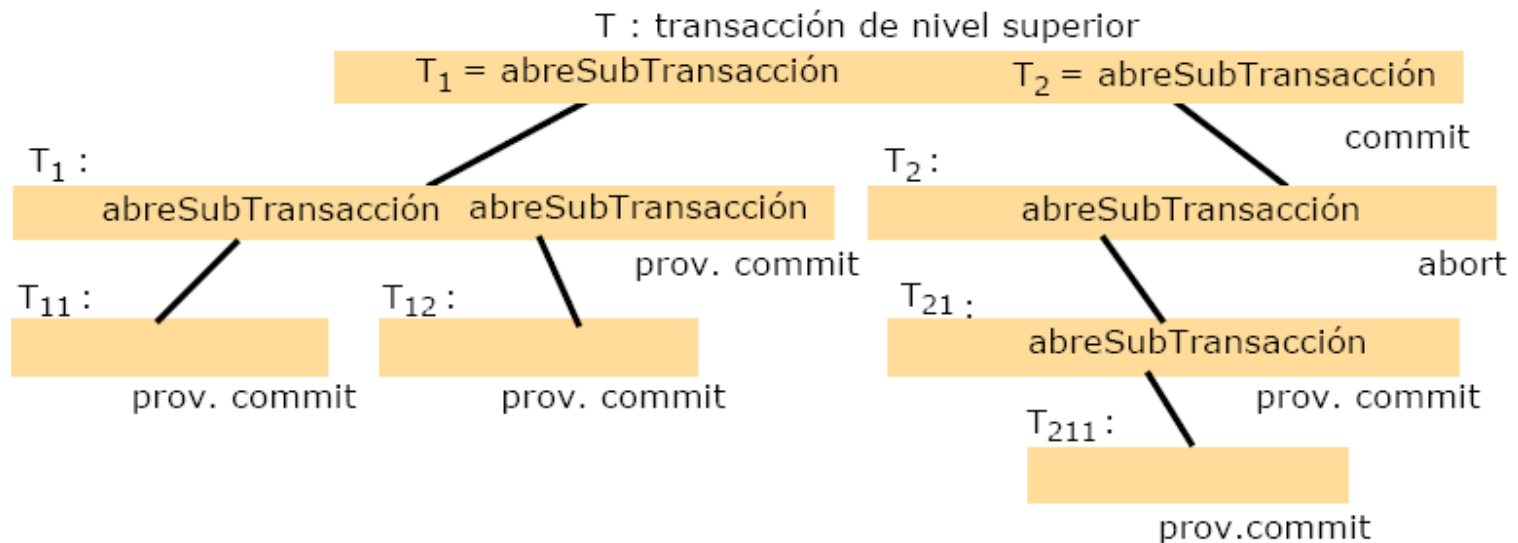 T : transacción de nivel superior
T₁ = abreSubTransacción T₂ = abreSubTransacción
commit
T₁ : T₂:
abreSubTransacción abreSubTransacción abreSubTransacción
prov. commit abort
T₁₁ : T₁₂ : T₂₁ :
abreSubTransacción
prov. commit prov. commit prov. commit
T₂₁₁ :
prov.commit